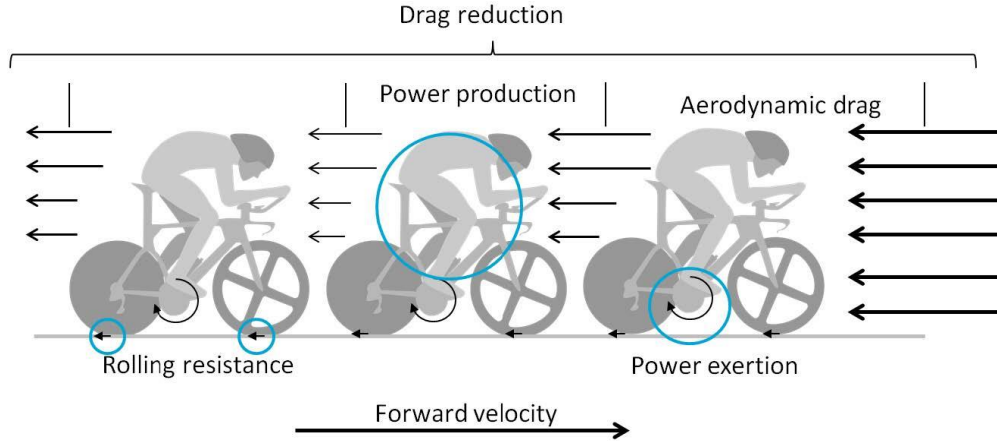 Drag reduction
Power production
Aerodynamic drag
Rolling resistance
Power exertion
Forward velocity